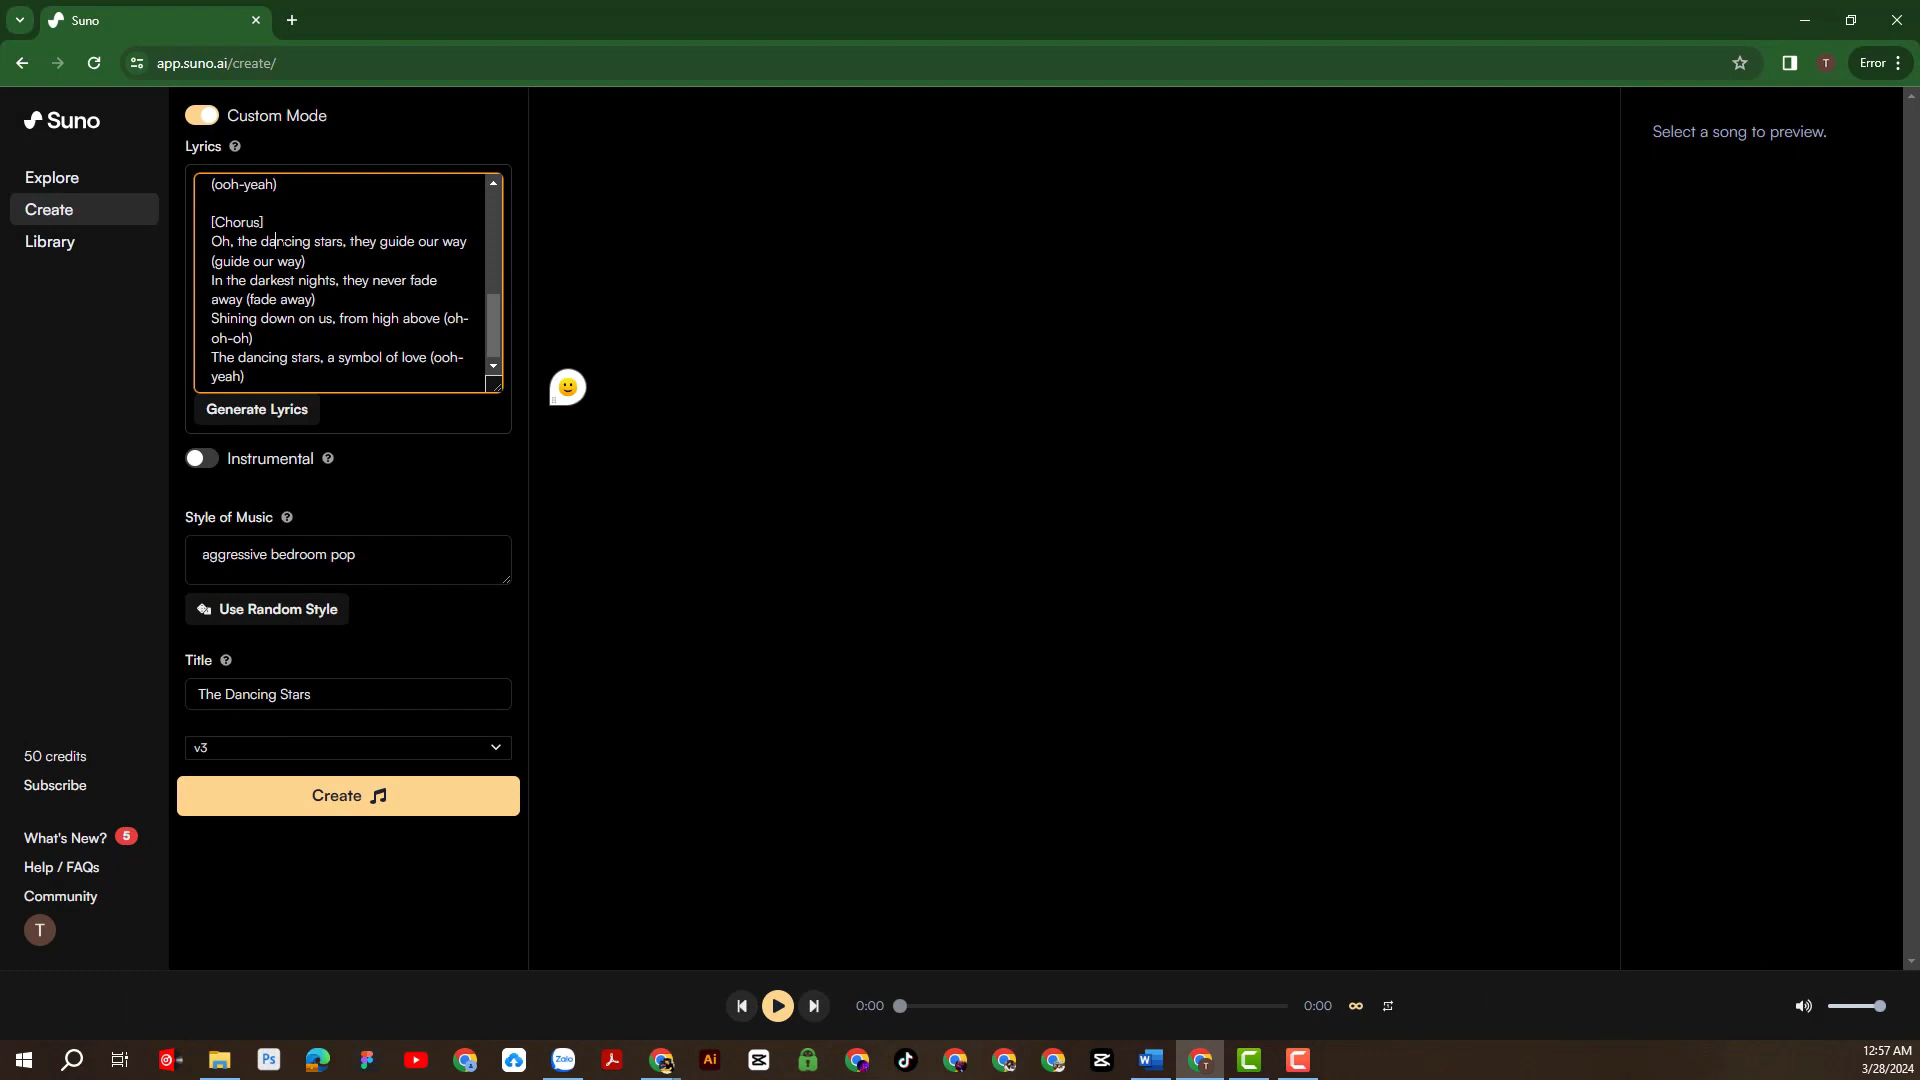 Suno
app.suno.ai/create/
T
Error
Suno
Explore
Create
Library
50 credits
Subscribe
What's New? 5
Help / FAQs
Community
T
Custom Mode
Lyrics
(ooh-yeah)
[Chorus]
Oh, the dancing stars, they guide our way
(guide our way)
In the darkest nights, they never fade
away (fade away)
Shining down on us, from high above (oh-
oh-oh)
The dancing stars, a symbol of love (ooh-
yeah)
Generate Lyrics
Instrumental
Style of Music
aggressive bedroom pop
Use Random Style
Title
The Dancing Stars
v3
Create
Select a song to preview.
0:00
0:00
Ps
Zalo
Ai
W
T
C
C
12:57 AM
3/28/2024